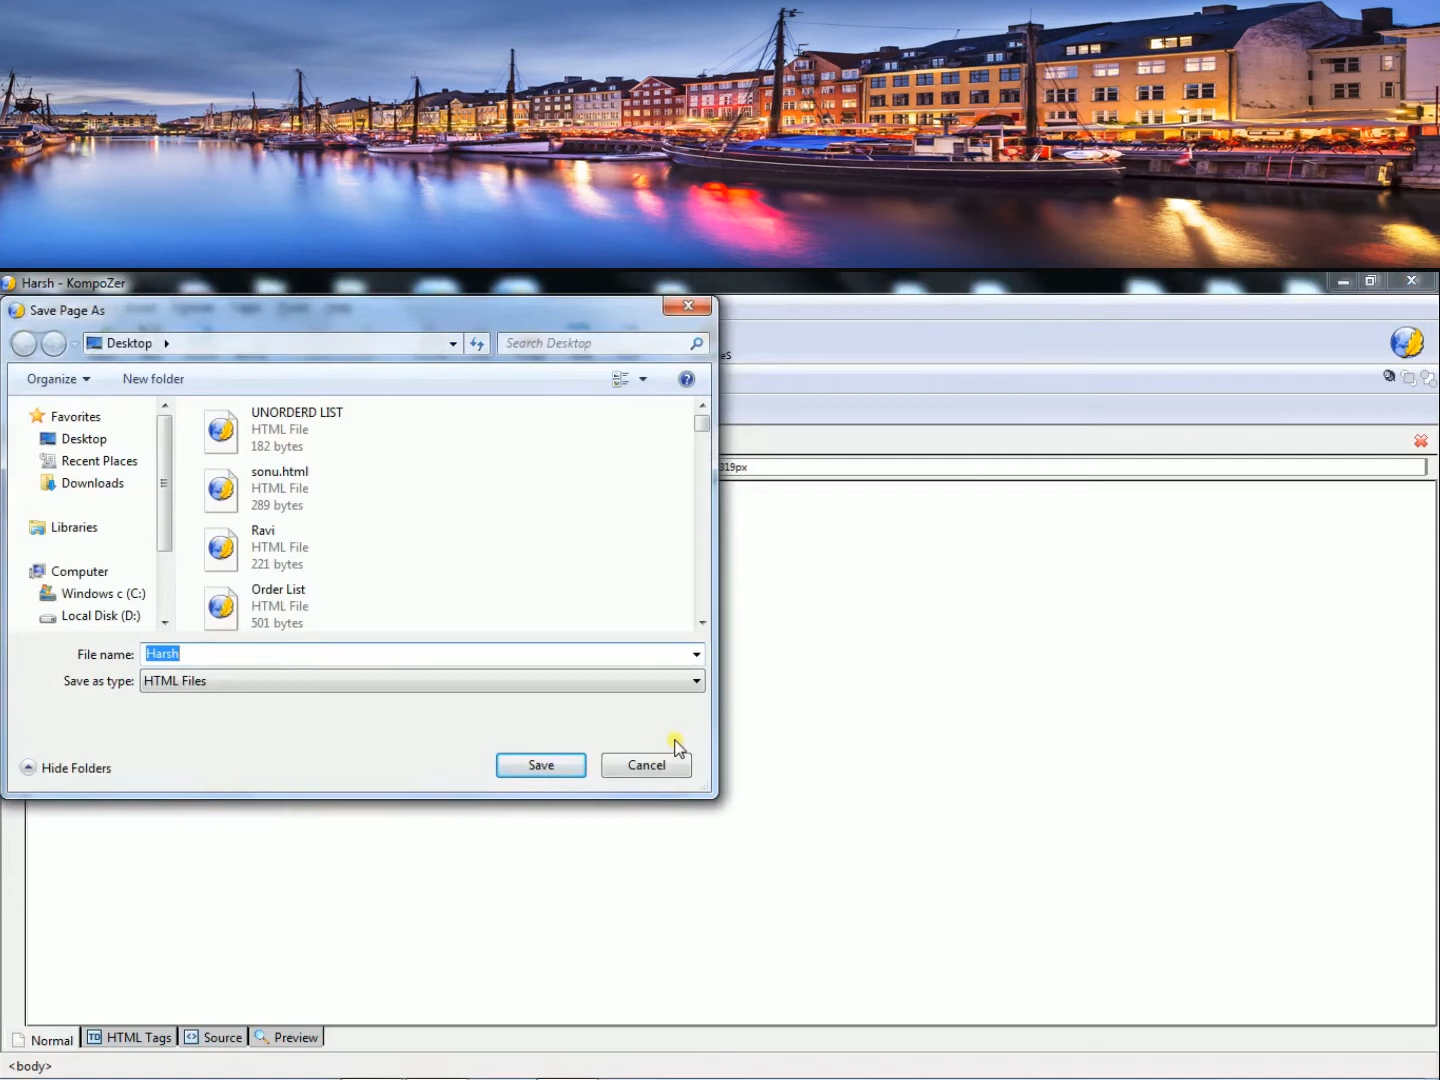 Harsh - KompoZer
Save Page As
Desktop
Search Desktop
es
Organize
New folder
Favorites
Desktop
Recent Places
Downloads
Libraries
Computer
Windows c (C:)
Local Disk (D:)
UNORDERD LIST
HTML File
182 bytes
sonu.html
HTML File
289 bytes
Ravi
HTML File
221 bytes
Order List
HTML File
501 bytes
319px
File name: Harsh
Save as type: HTML Files
Hide Folders
Save
Cancel
Normal
HTML Tags
Source
Preview
<body>